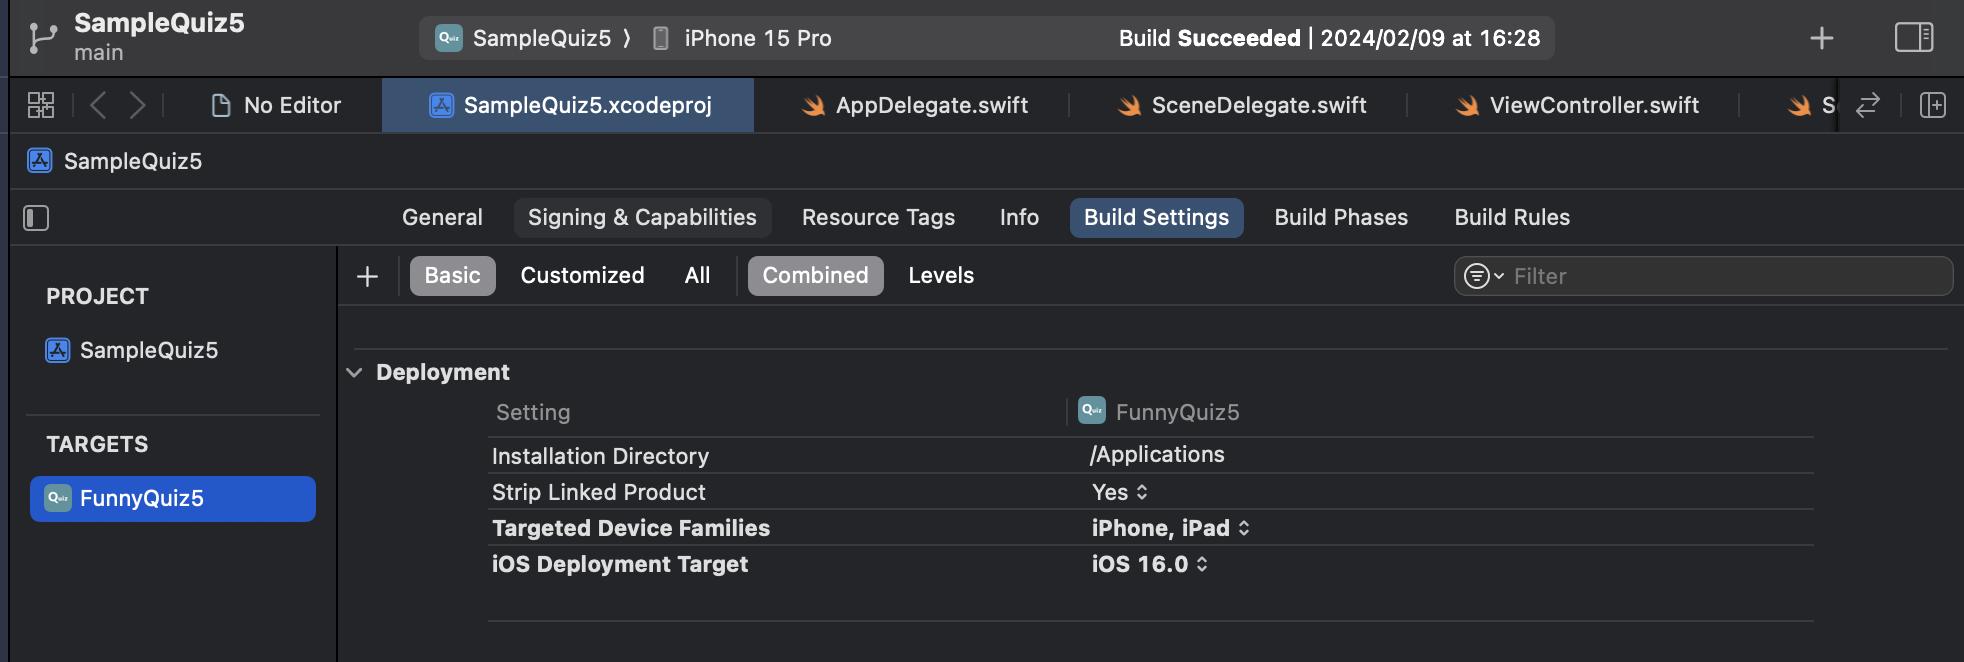 SampleQuiz5
main
SampleQuiz5 ⟩ iPhone 15 Pro
Build Succeeded | 2024/02/09 at 16:28
No Editor
SampleQuiz5.xcodeproj
AppDelegate.swift
SceneDelegate.swift
ViewController.swift
SampleQuiz5
General Signing & Capabilities Resource Tags Info Build Settings Build Phases Build Rules
Basic Customized All Combined Levels Filter
PROJECT
SampleQuiz5
TARGETS
FunnyQuiz5
Deployment
Setting FunnyQuiz5
Installation Directory /Applications
Strip Linked Product Yes
Targeted Device Families iPhone, iPad
iOS Deployment Target iOS 16.0